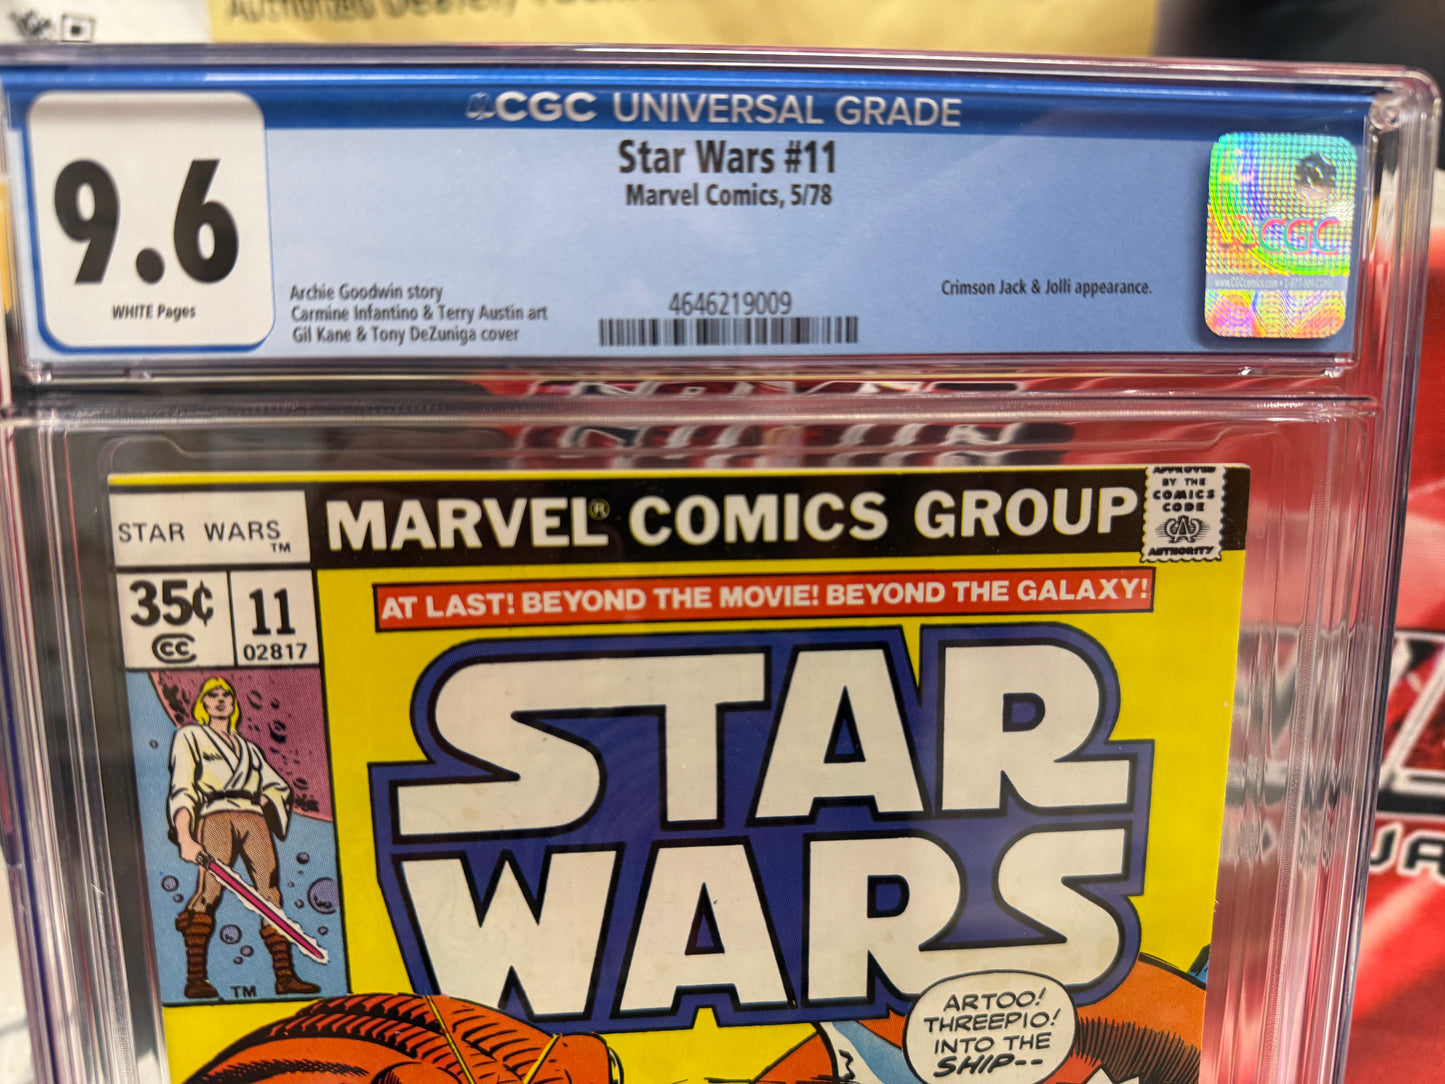 CGC UNIVERSAL GRADE
9.6
WHITE Pages
Star Wars #11
Marvel Comics, 5/78
Archie Goodwin story
Carmine Infantino & Terry Austin art
Gil Kane & Tony DeZuniga cover
4646219009
Crimson Jack & Jolli appearance.
CGC
STAR WARS TM
35¢
CC
11
02817
TM
MARVEL® COMICS GROUP
APPROVED
BY THE
COMICS
CODE
AUTHORITY
AT LAST! BEYOND THE MOVIE! BEYOND THE GALAXY!
STAR
WARS
ARTOO!
THREEPIO!
INTO THE
SHIP--